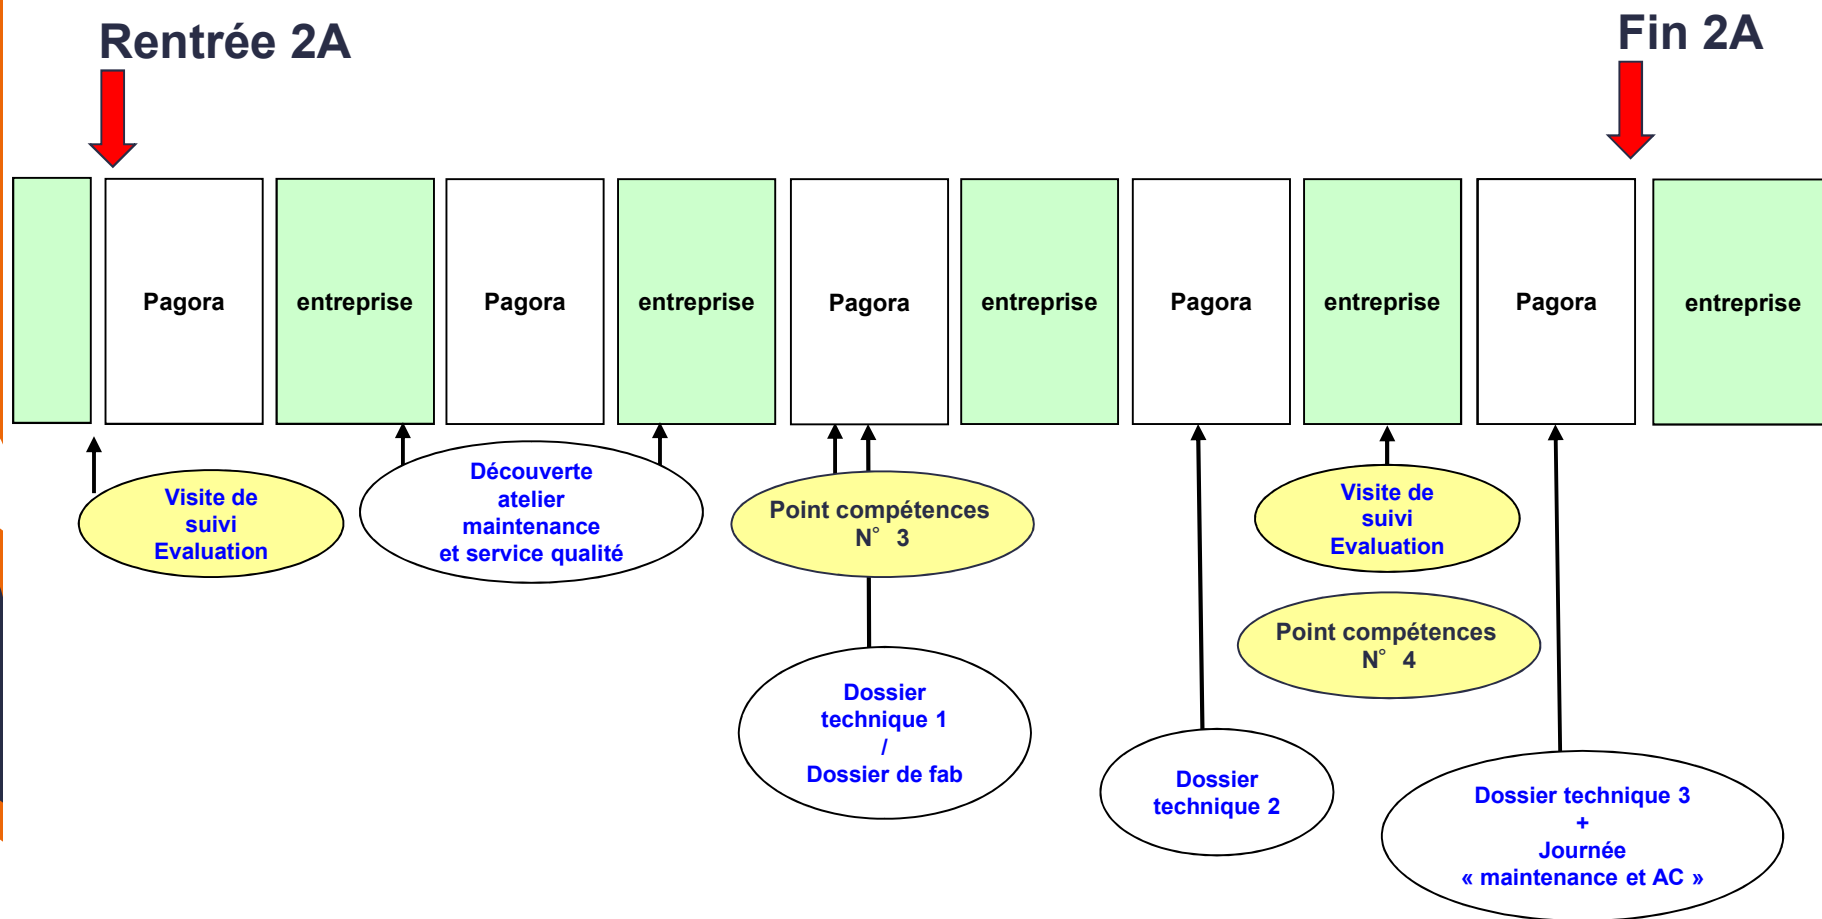 Rentrée 2A
Fin 2A
Pagora
entreprise
Pagora
entreprise
Pagora
entreprise
Pagora
entreprise
Pagora
entreprise
Visite de
suivi
Evaluation
Découverte
atelier
maintenance
et service qualité
Point compétences
N° 3
Visite de
suivi
Evaluation
Point compétences
N° 4
Dossier
technique 1
/
Dossier de fab
Dossier
technique 2
Dossier technique 3
+
Journée
« maintenance et AC »